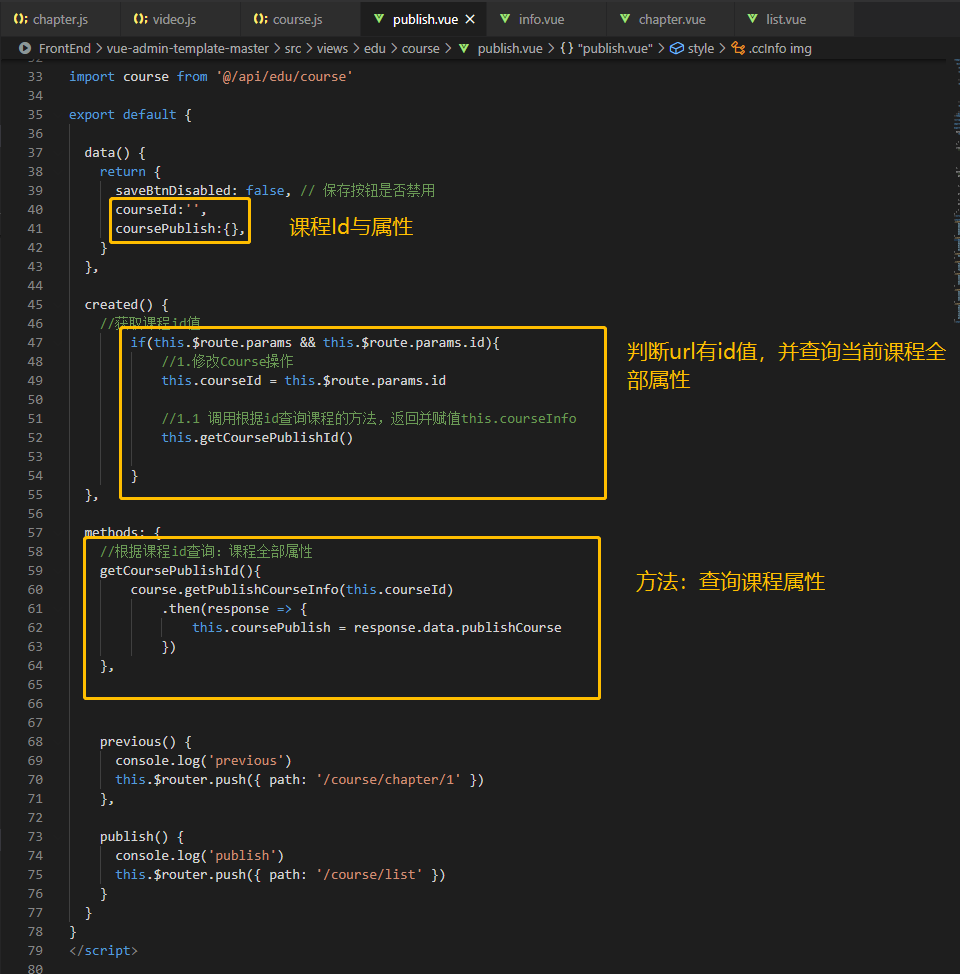 chapter.js video.js course.js publish.vue info.vue chapter.vue list.vue
FrontEnd > vue-admin-template-master > src > views > edu > course > publish.vue > {} "publish.vue" > style > .ccInfo img
33 import course from '@/api/edu/course'
34
35 export default {
36
37 data() {
38 return {
39 saveBtnDisabled: false, // 保存按钮是否禁用
40 courseId:'',
41 coursePublish:{},
课程Id与属性
42 }
43 },
44
45 created() {
46 //获取课程id值
47 if(this.$route.params && this.$route.params.id){
48 //1.修改Course操作
49 this.courseId = this.$route.params.id
判断url有id值，并查询当前课程全
部属性
50
51 //1.1 调用根据id查询课程的方法，返回并赋值this.courseInfo
52 this.getCoursePublishId()
53
54 }
55 },
56
57 methods: {
58 //根据课程id查询：课程全部属性
59 getCoursePublishId(){
60 course.getPublishCourseInfo(this.courseId)
方法：查询课程属性
61 .then(response => {
62 this.coursePublish = response.data.publishCourse
63 })
64 },
65
66
67
68 previous() {
69 console.log('previous')
70 this.$router.push({ path: '/course/chapter/1' })
71 },
72
73 publish() {
74 console.log('publish')
75 this.$router.push({ path: '/course/list' })
76 }
77 }
78 }
79 </script>
80